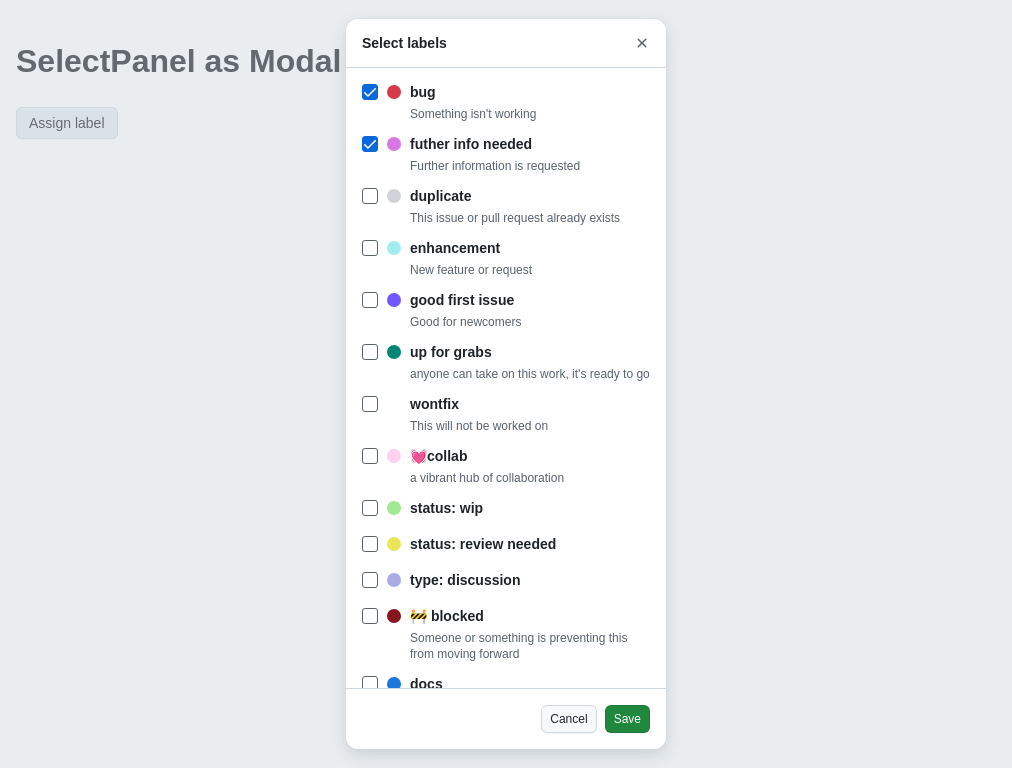 SelectPanel as Modal
Assign label
Select labels
bug
Something isn't working
futher info needed
Further information is requested
duplicate
This issue or pull request already exists
enhancement
New feature or request
good first issue
Good for newcomers
up for grabs
anyone can take on this work, it's ready to go
wontfix
This will not be worked on
💓collab
a vibrant hub of collaboration
status: wip
status: review needed
type: discussion
🚧 blocked
Someone or something is preventing this
from moving forward
docs
Cancel
Save